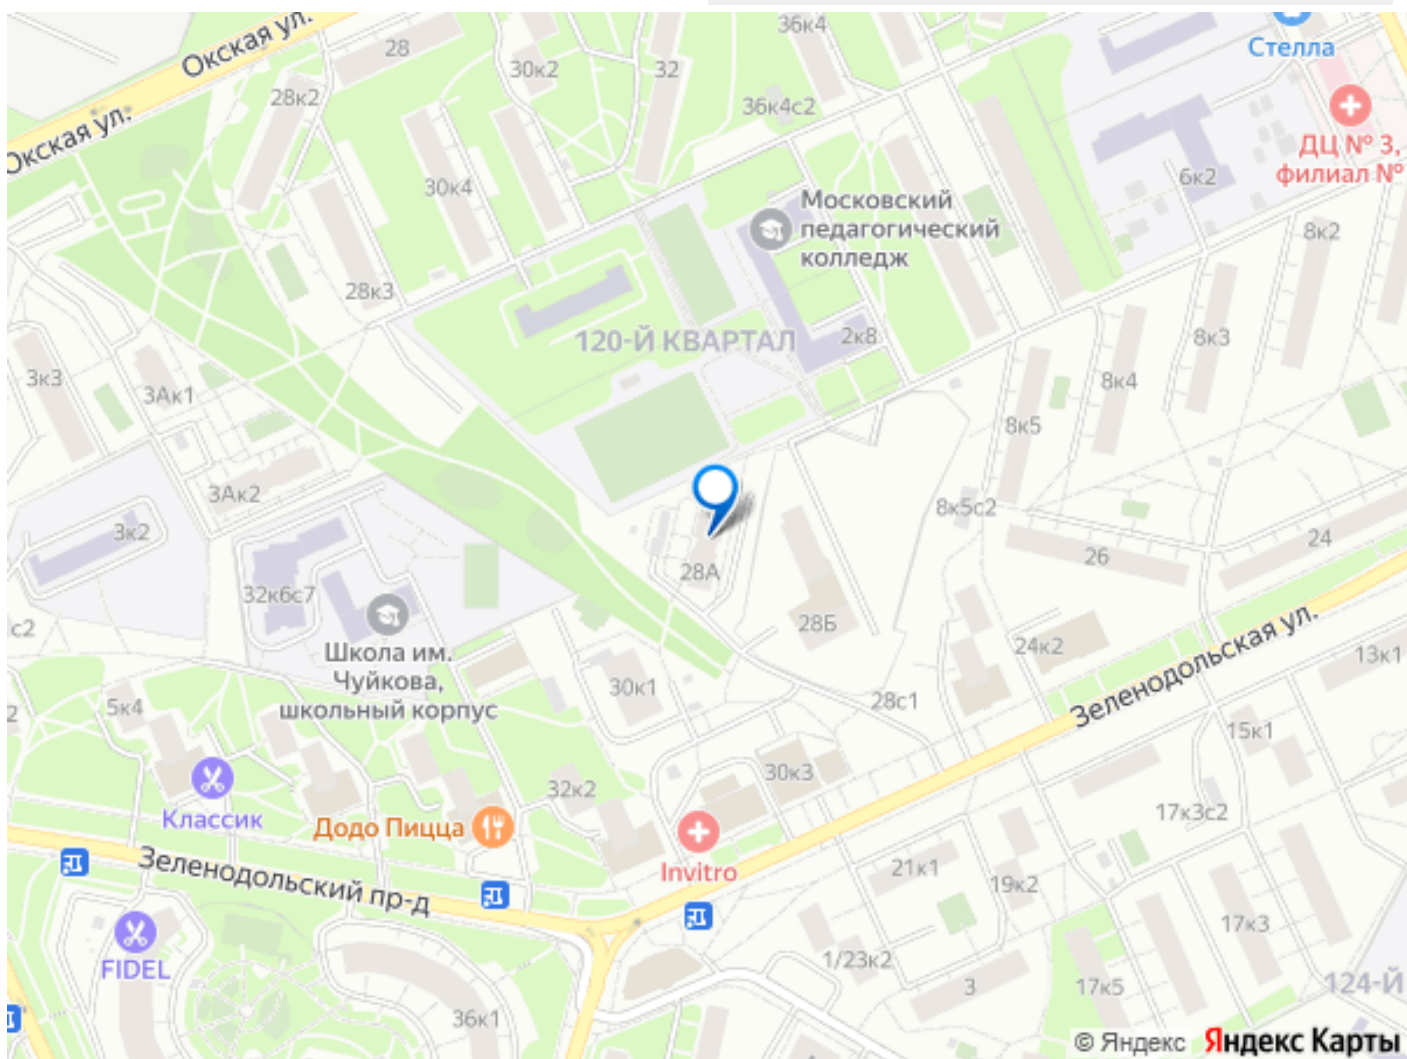 Окская ул.
28
36к4
Стелла
30к2
32
28к2
36к4с2
Окская ул.
ДЦ № 3,
филиал №
6к2
30к4
Московский
педагогический
колледж
8к2
28к3
120-Й КВАРТАЛ
2к8
8к3
3к3
3Ак1
8к4
8к5
3Ак2
8к5с2
3к2
26
24
28А
32к6с7
28Б
с2
Школа им.
Чуйкова,
школьный корпус
24к2
Зеленодольская ул.
13к1
30к1
28с1
2
5к4
15к1
30к3
32к2
17к3с2
Классик
Додо Пицца
Invitro
21к1
19к2
Зеленодольский пр-д
17к3
1/23к2
FIDEL
3
17к5
124-Й
36к1
© Яндекс Яндекс Карты